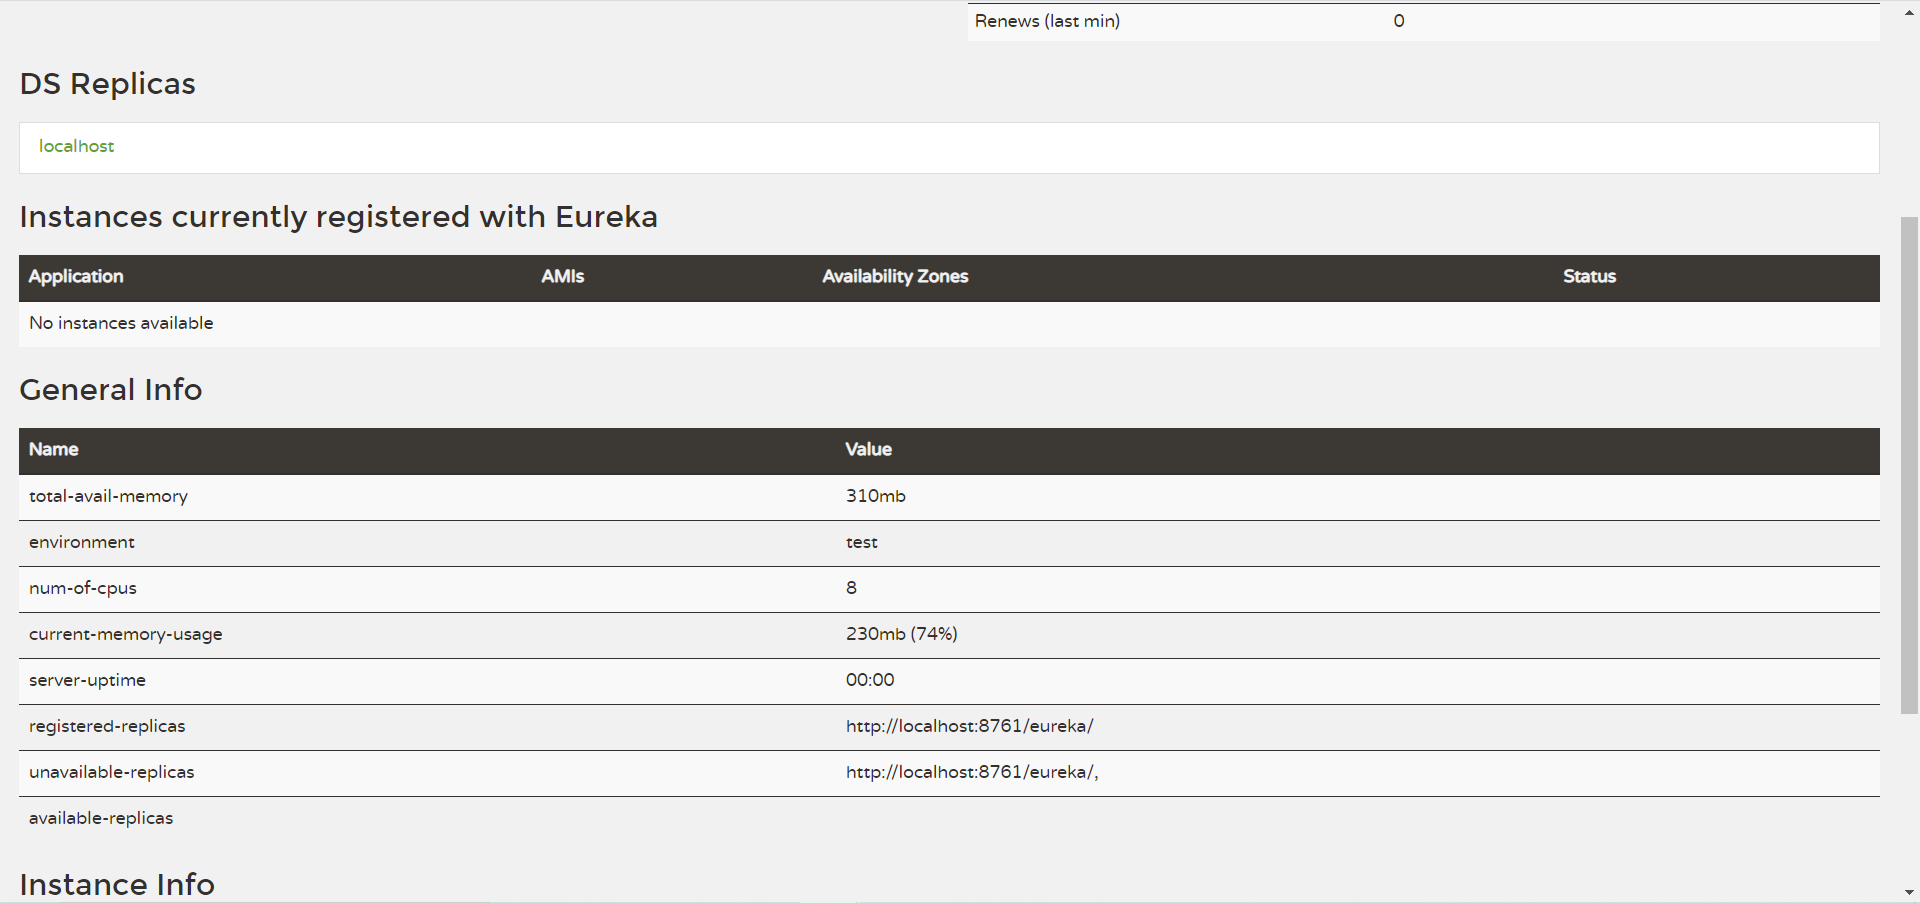 Renews (last min) 0
DS Replicas
localhost
Instances currently registered with Eureka
Application AMIs Availability Zones Status
No instances available
General Info
Name Value
total-avail-memory 310mb
environment test
num-of-cpus 8
current-memory-usage 230mb (74%)
server-uptime 00:00
registered-replicas http://localhost:8761/eureka/
unavailable-replicas http://localhost:8761/eureka/,
available-replicas
Instance Info